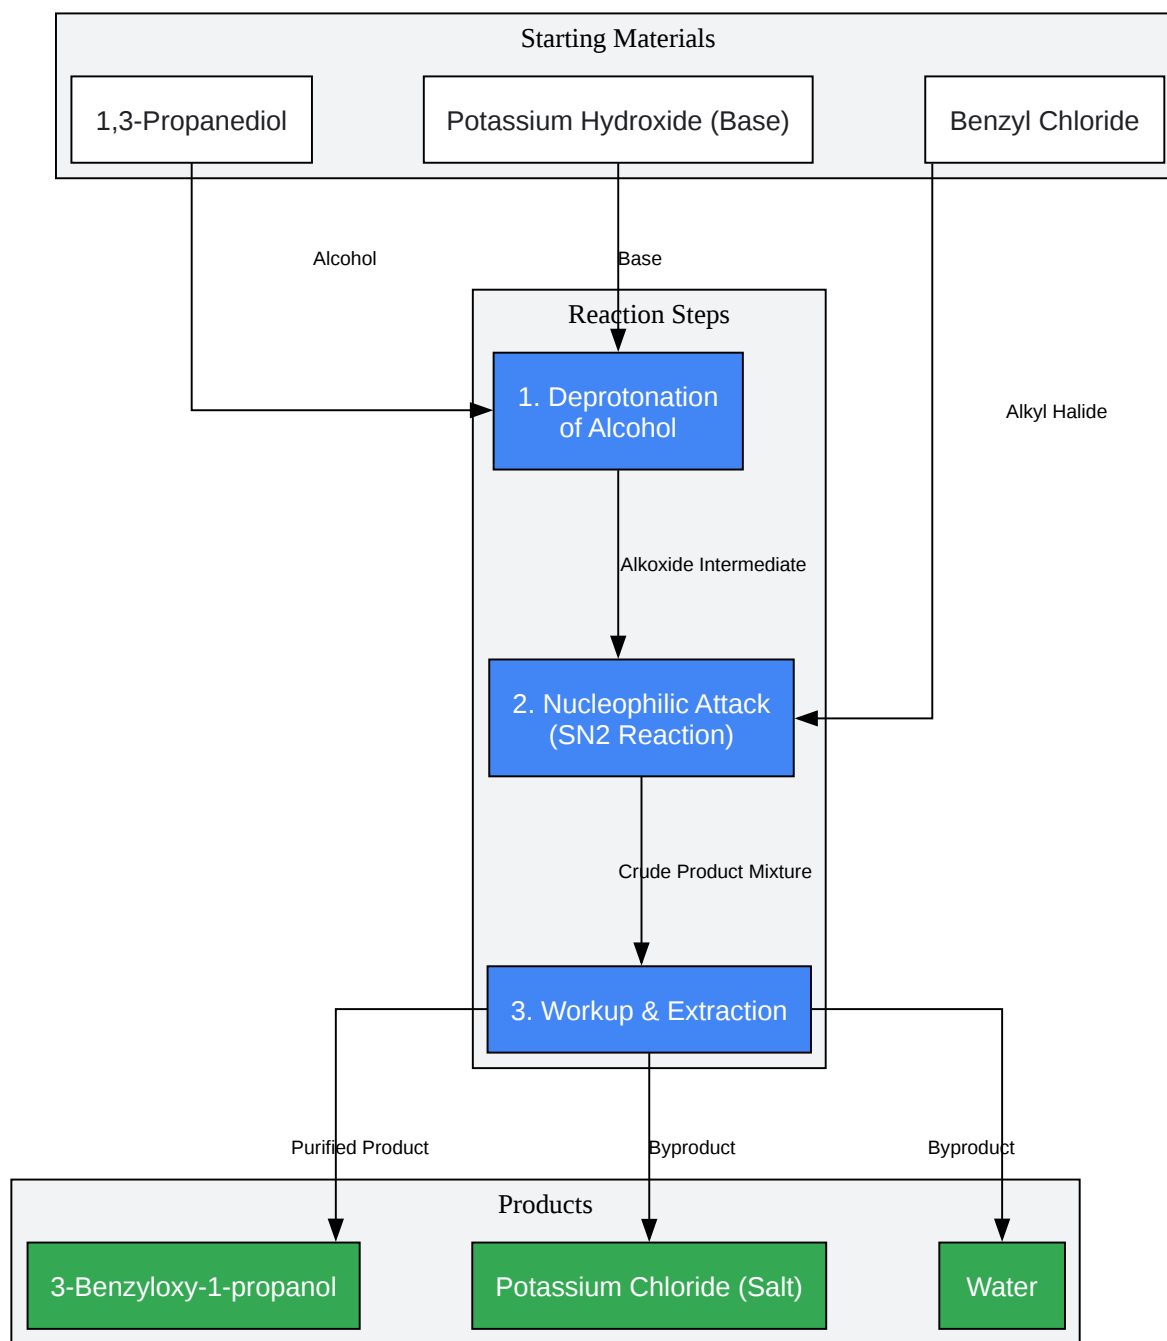 Starting Materials
1,3-Propanediol
Potassium Hydroxide (Base)
Benzyl Chloride
Alcohol
Base
Reaction Steps
1. Deprotonation
of Alcohol
Alkyl Halide
Alkoxide Intermediate
2. Nucleophilic Attack
(SN2 Reaction)
Crude Product Mixture
3. Workup & Extraction
Purified Product
Byproduct
Byproduct
Products
3-Benzyloxy-1-propanol
Potassium Chloride (Salt)
Water